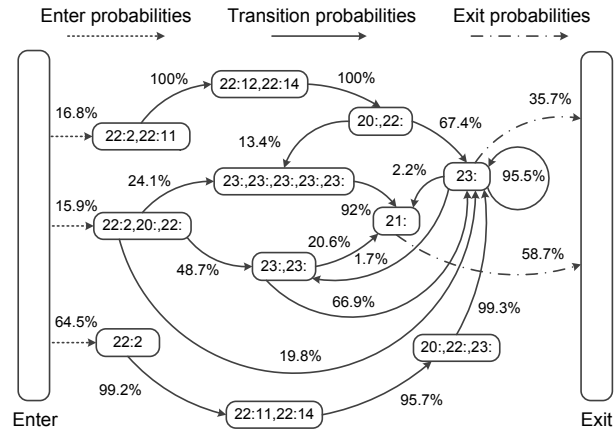 Enter probabilities Transition probabilities Exit probabilities
100% 22:12,22:14 100%
16.8% 35.7%
22:2,22:11 20:,22:
13.4% 67.4%
24.1% 23:,23:,23:,23:,23: 2.2% 23: 95.5%
15.9% 92%
22:2,20:,22: 21:
20.6%
48.7% 23:,23: 1.7% 58.7%
66.9% 99.3%
64.5%
22:2 19.8% 20:,22:,23:
99.2% 95.7%
22:11,22:14
Enter Exit